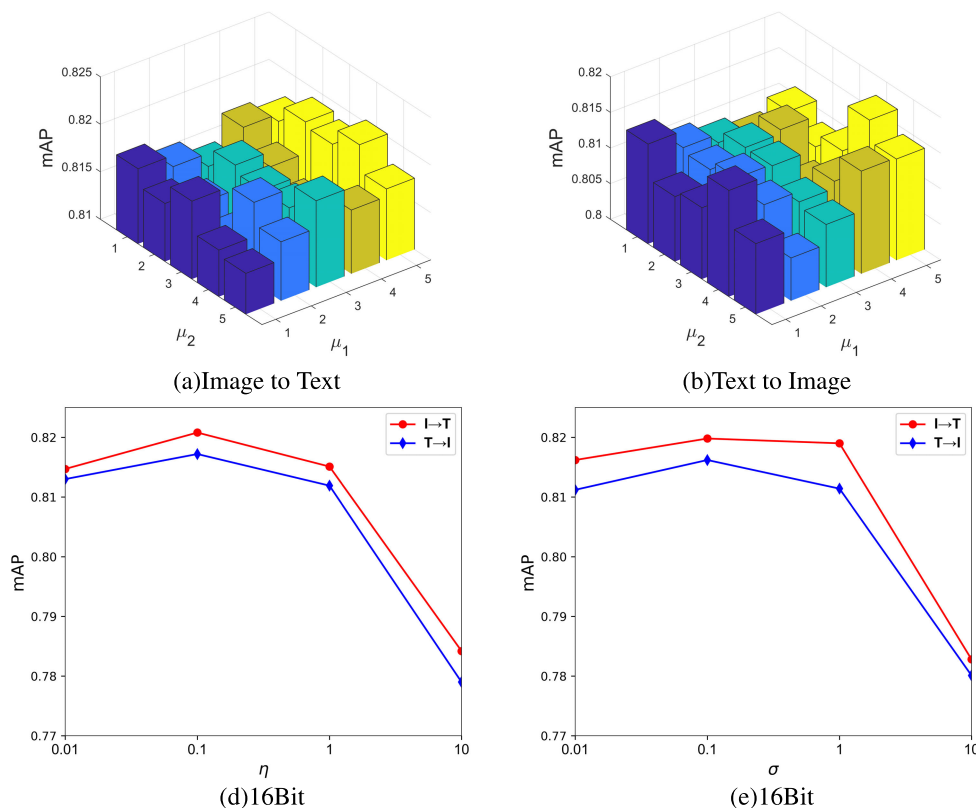 0.825
0.82
0.815
0.81
mAP
1
2
3
4
5
μ2
1
2
3
4
5
μ1
(a)Image to Text
0.82
0.815
0.81
0.805
0.8
mAP
1
2
3
4
5
μ2
1
2
3
4
5
μ1
(b)Text to Image
I→T
T→I
0.82
0.81
0.80
0.79
0.78
0.77
mAP
0.01
0.1
1
10
η
(d)16Bit
I→T
T→I
0.82
0.81
0.80
0.79
0.78
0.77
mAP
0.01
0.1
1
10
σ
(e)16Bit